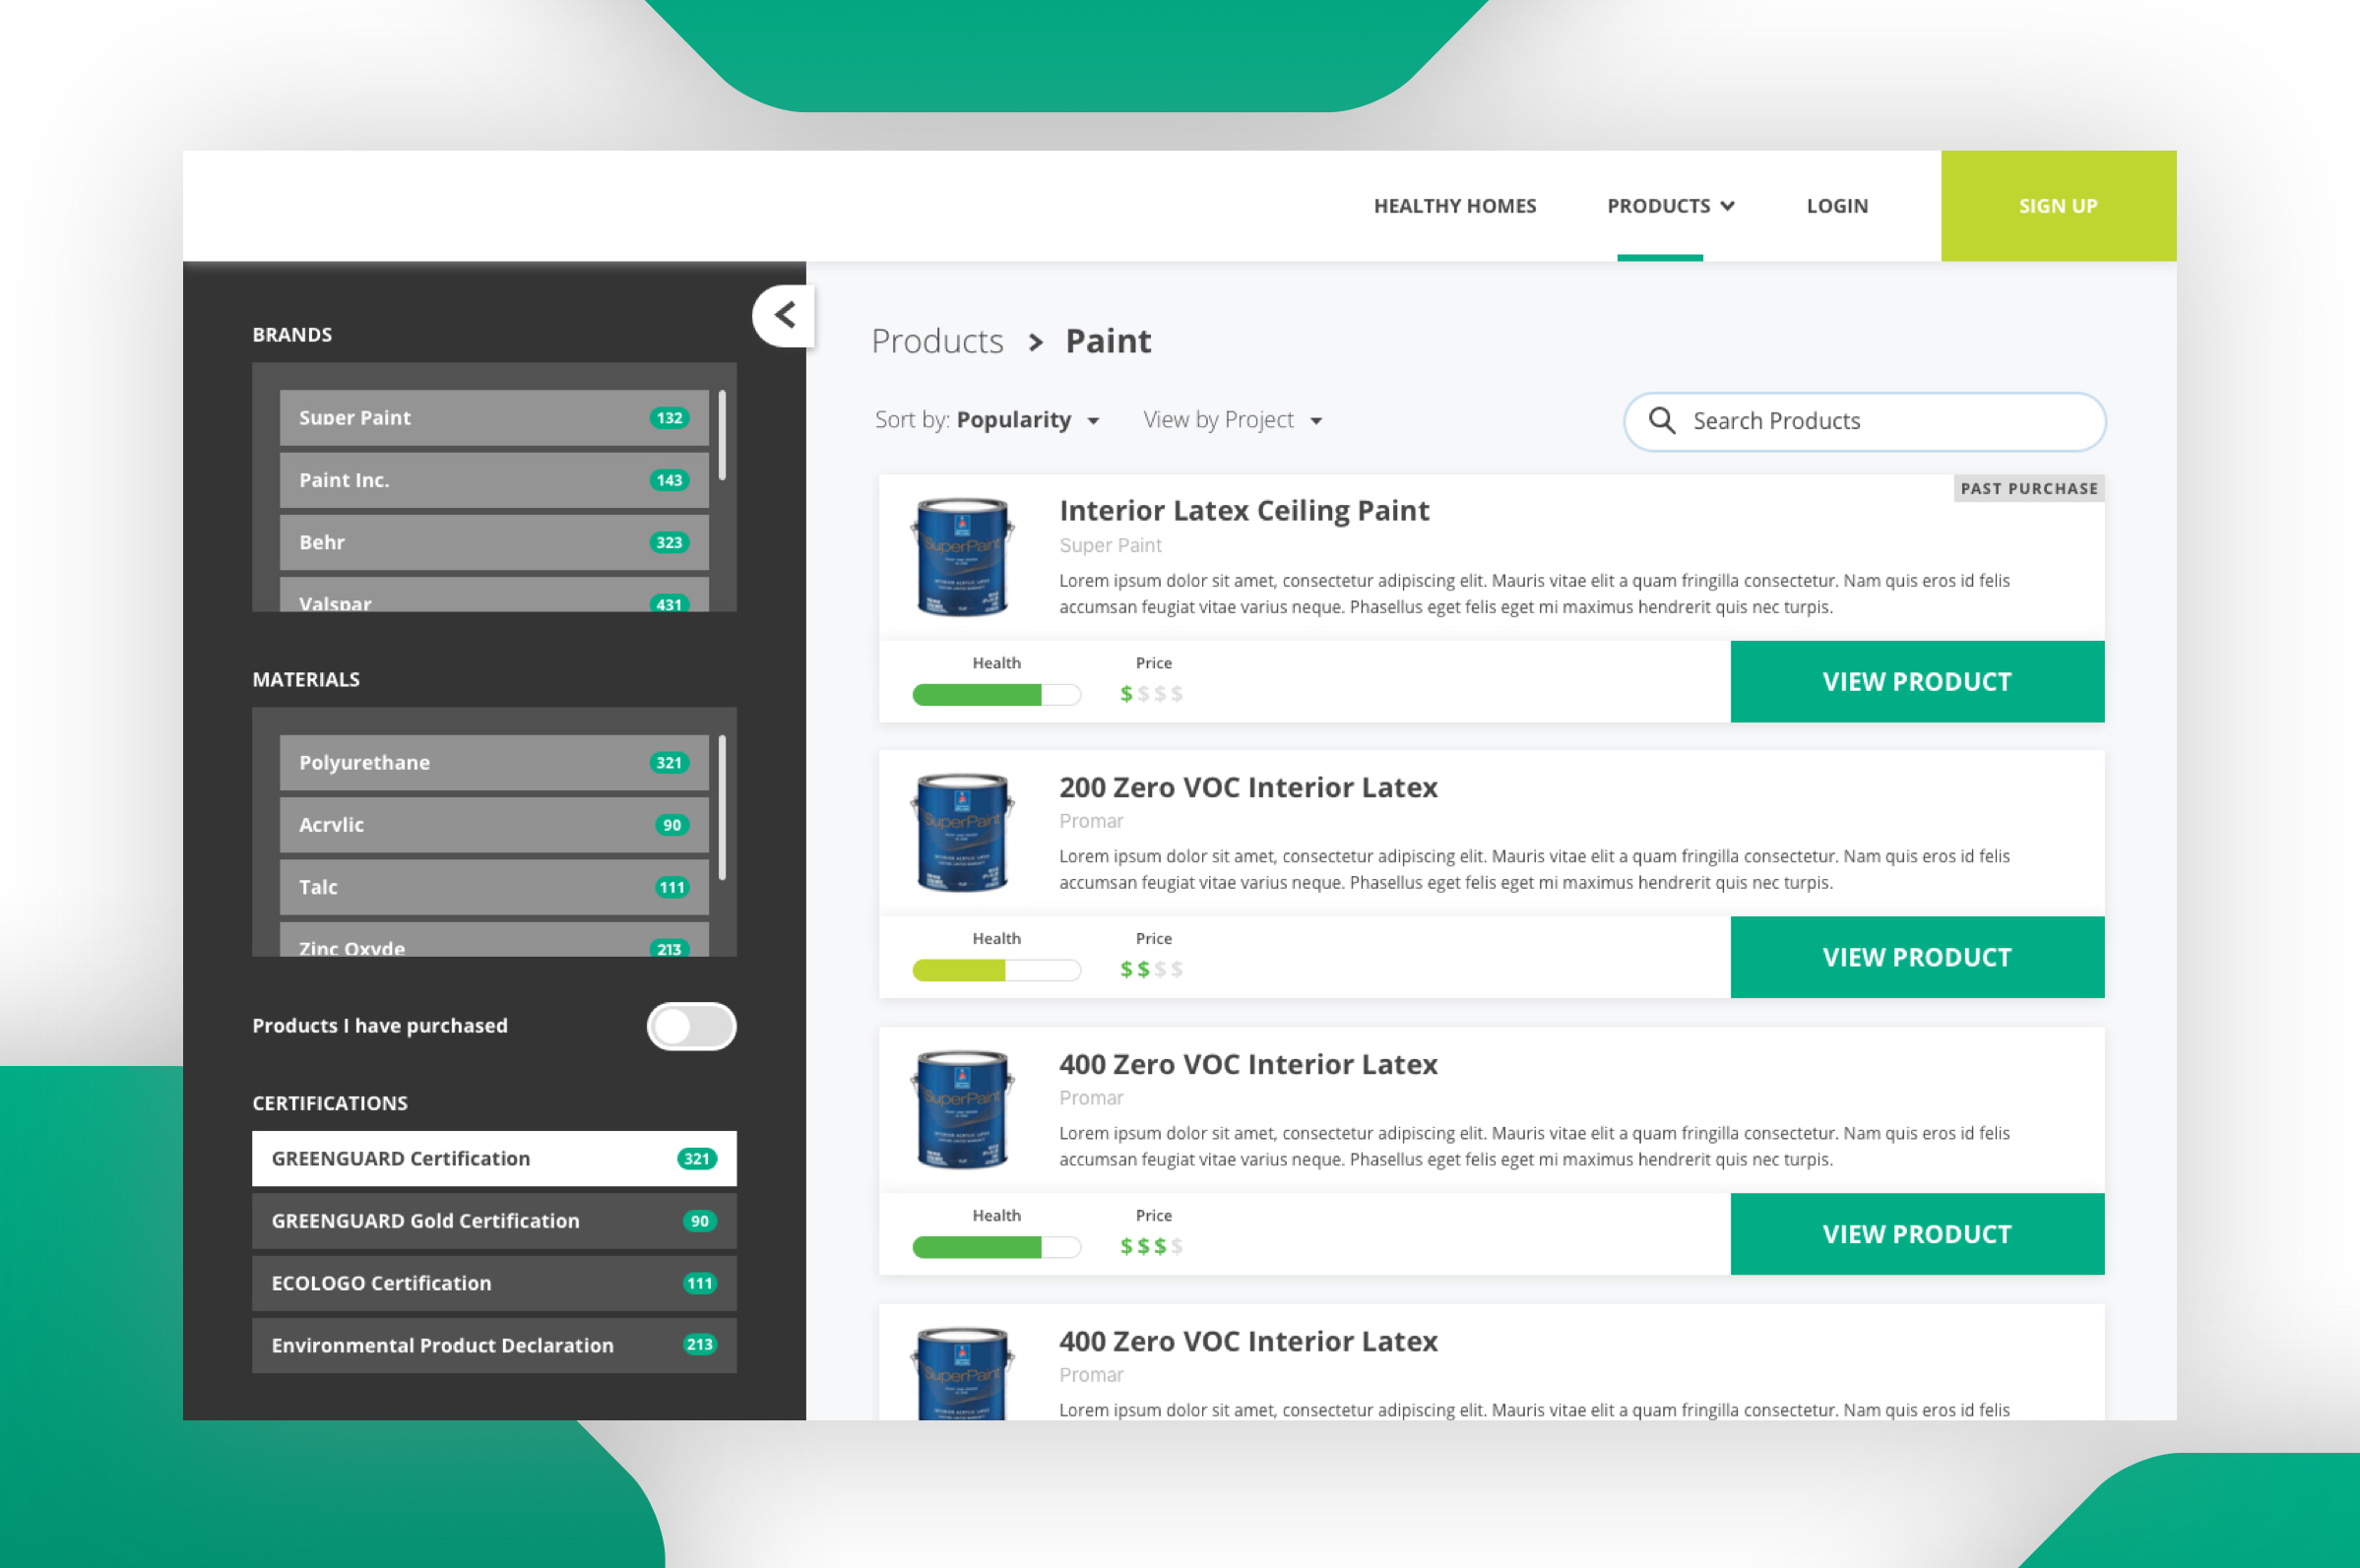 HEALTHY HOMES
PRODUCTS
LOGIN
SIGN UP
BRANDS
Super Paint 132
Paint Inc. 143
Behr 323
Valspar 431
MATERIALS
Polyurethane 321
Acrylic 90
Talc 111
Zinc Oxyde 213
Products I have purchased
CERTIFICATIONS
GREENGUARD Certification 321
GREENGUARD Gold Certification 90
ECOLOGO Certification 111
Environmental Product Declaration 213
Products > Paint
Sort by: Popularity
View by Project
Search Products
PAST PURCHASE
SuperPaint
Interior Latex Ceiling Paint
Super Paint
Lorem ipsum dolor sit amet, consectetur adipiscing elit. Mauris vitae elit a quam fringilla consectetur. Nam quis eros id felis
accumsan feugiat vitae varius neque. Phasellus eget felis eget mi maximus hendrerit quis nec turpis.
Health
Price
$$$$
VIEW PRODUCT
SuperPaint
200 Zero VOC Interior Latex
Promar
Lorem ipsum dolor sit amet, consectetur adipiscing elit. Mauris vitae elit a quam fringilla consectetur. Nam quis eros id felis
accumsan feugiat vitae varius neque. Phasellus eget felis eget mi maximus hendrerit quis nec turpis.
Health
Price
$$$$
VIEW PRODUCT
SuperPaint
400 Zero VOC Interior Latex
Promar
Lorem ipsum dolor sit amet, consectetur adipiscing elit. Mauris vitae elit a quam fringilla consectetur. Nam quis eros id felis
accumsan feugiat vitae varius neque. Phasellus eget felis eget mi maximus hendrerit quis nec turpis.
Health
Price
$$$$
VIEW PRODUCT
SuperPaint
400 Zero VOC Interior Latex
Promar
Lorem ipsum dolor sit amet, consectetur adipiscing elit. Mauris vitae elit a quam fringilla consectetur. Nam quis eros id felis